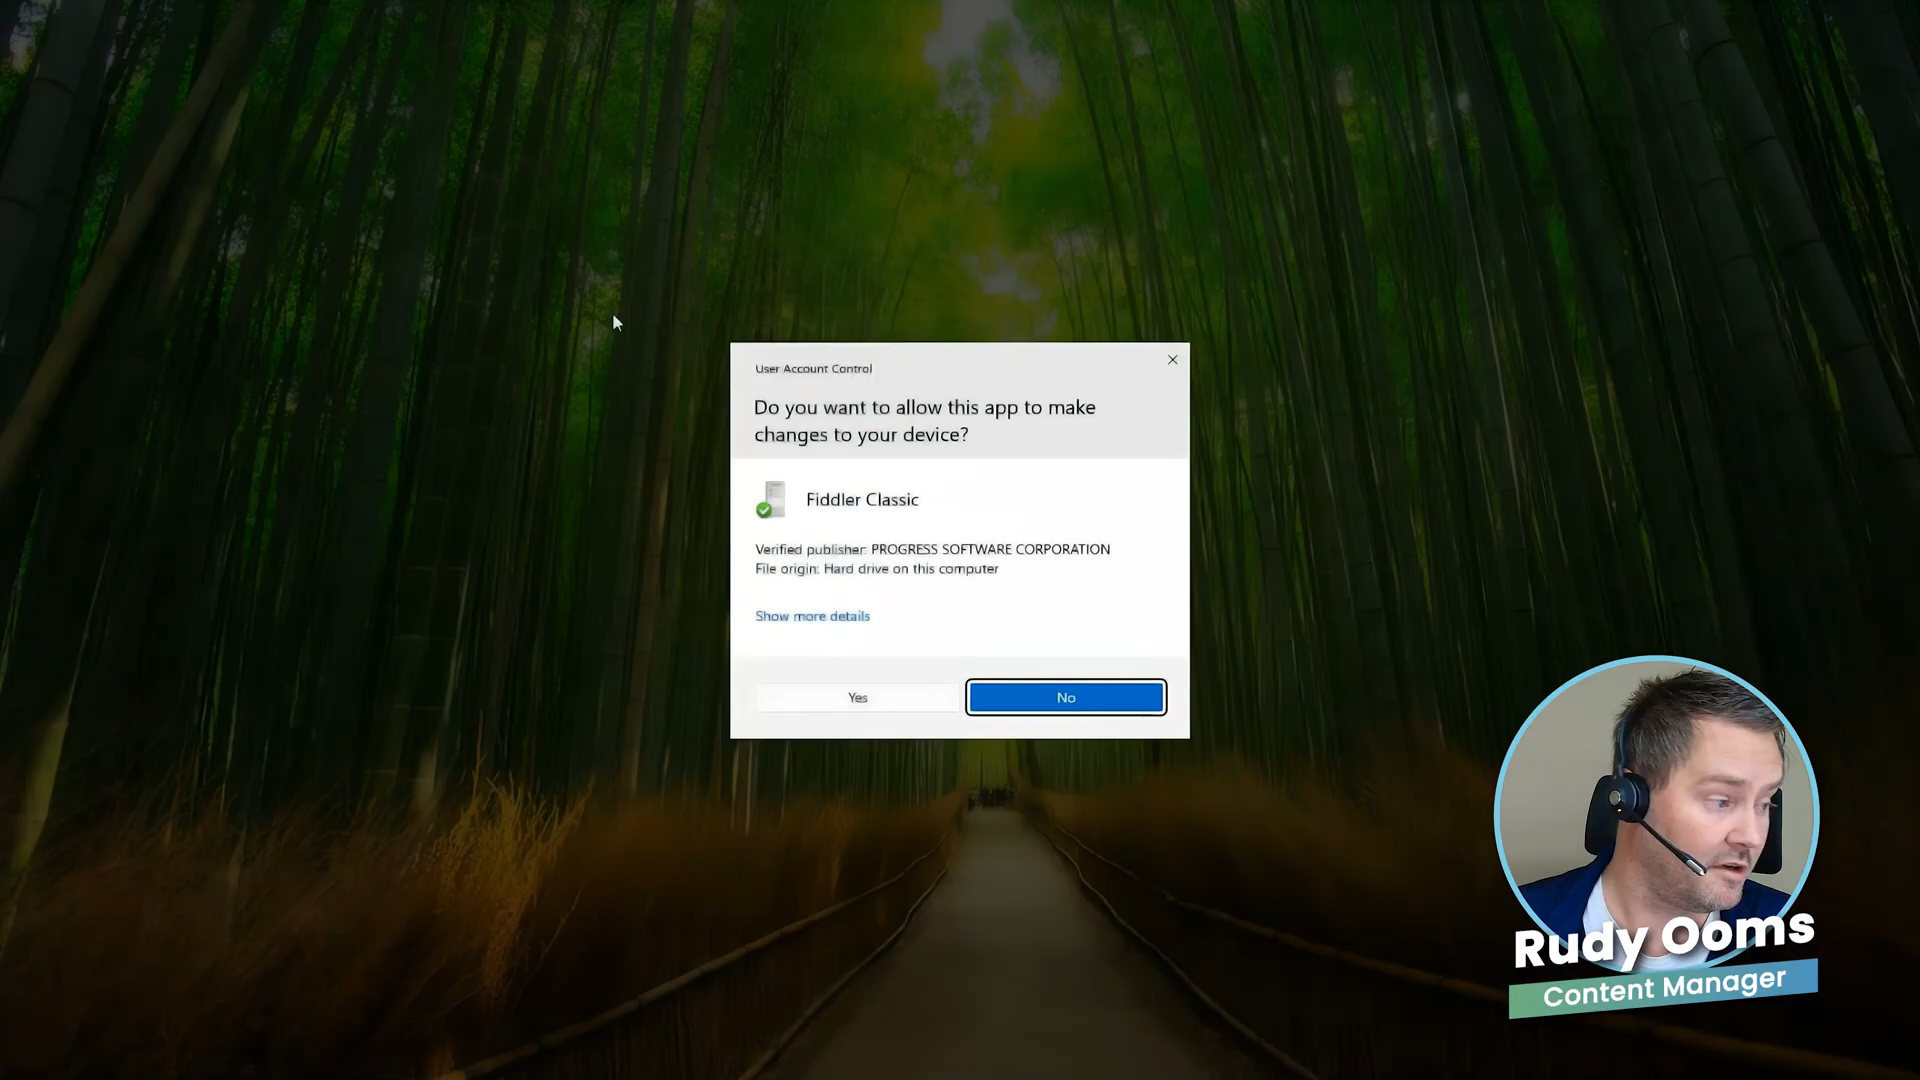 User Account Control
Do you want to allow this app to make
changes to your device?
Fiddler Classic
Verified publisher: PROGRESS SOFTWARE CORPORATION
File origin: Hard drive on this computer
Show more details
Yes
No
Rudy Ooms
Content Manager